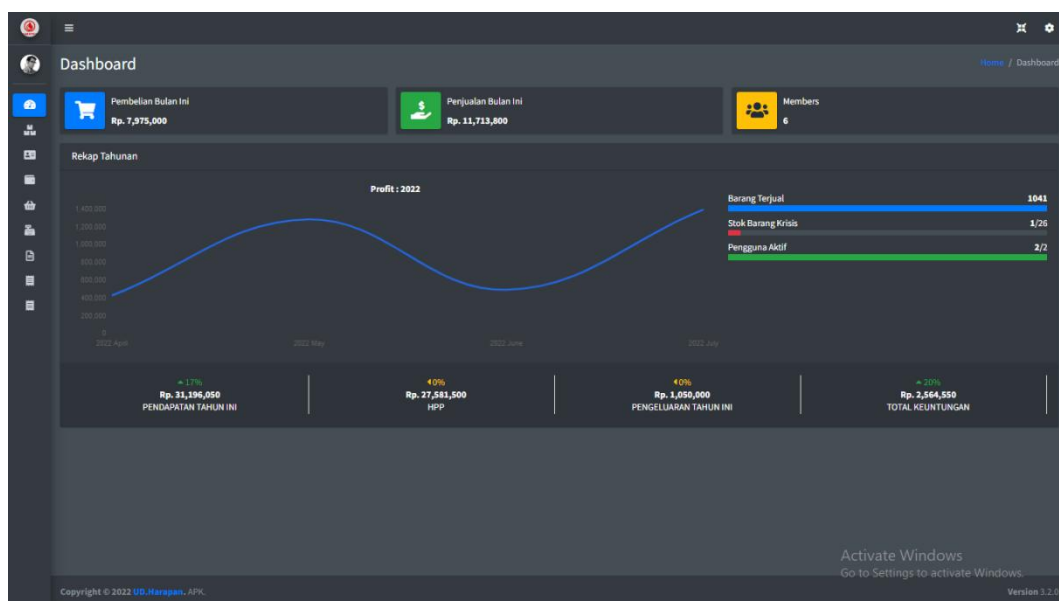 Dashboard
Home / Dashboard
Pembelian Bulan Ini
Rp. 7,975,000
Penjualan Bulan Ini
Rp. 11,713,800
Members
6
Rekap Tahunan
Profit : 2022
1,400,000
1,200,000
1,000,000
800,000
600,000
400,000
200,000
0
2022 April
2022 May
2022 June
2022 July
Barang Terjual 1041
Stok Barang Krisis 1/26
Pengguna Aktif 2/2
17%
Rp. 31,196,050
PENDAPATAN TAHUN INI
0%
Rp. 27,581,500
HPP
0%
Rp. 1,050,000
PENGELUARAN TAHUN INI
20%
Rp. 2,564,550
TOTAL KEUNTUNGAN
Activate Windows
Go to Settings to activate Windows.
Copyright © 2022 UD.Harapan. APK.
Version 3.2.0